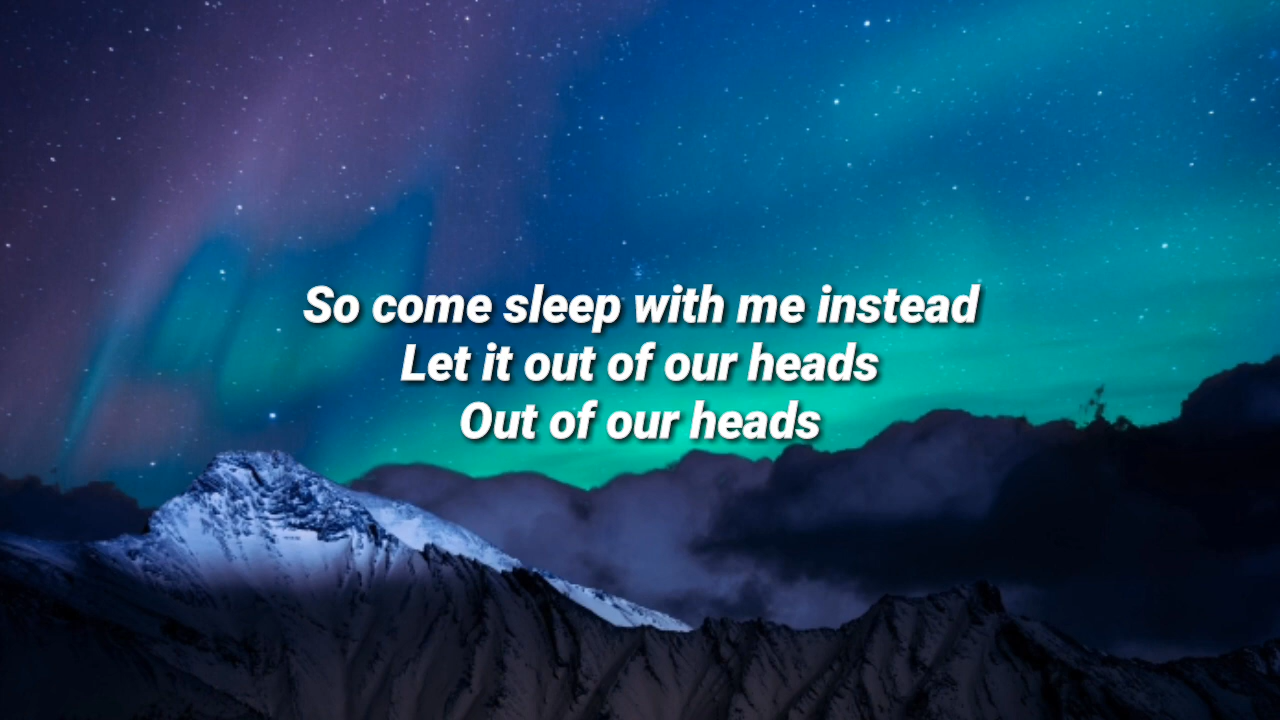 So come sleep with me instead
Let it out of our heads
Out of our heads